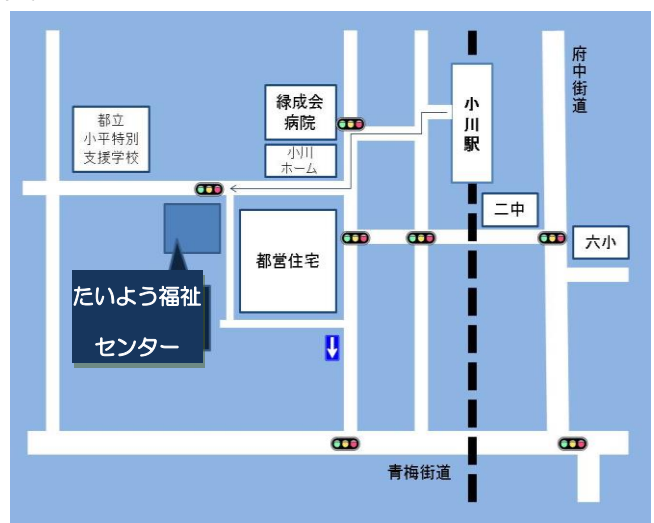 府中街道
緑成会
病院
小川駅
都立
小平特別
支援学校
小川
ホーム
二中
六小
都営住宅
たいよう福祉
センター
青梅街道